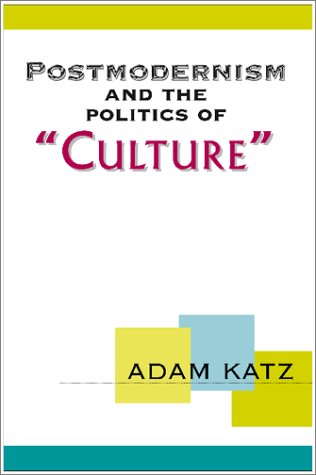 POSTMODERNISM
AND THE
POLITICS OF
“CULTURE”
ADAM KATZ